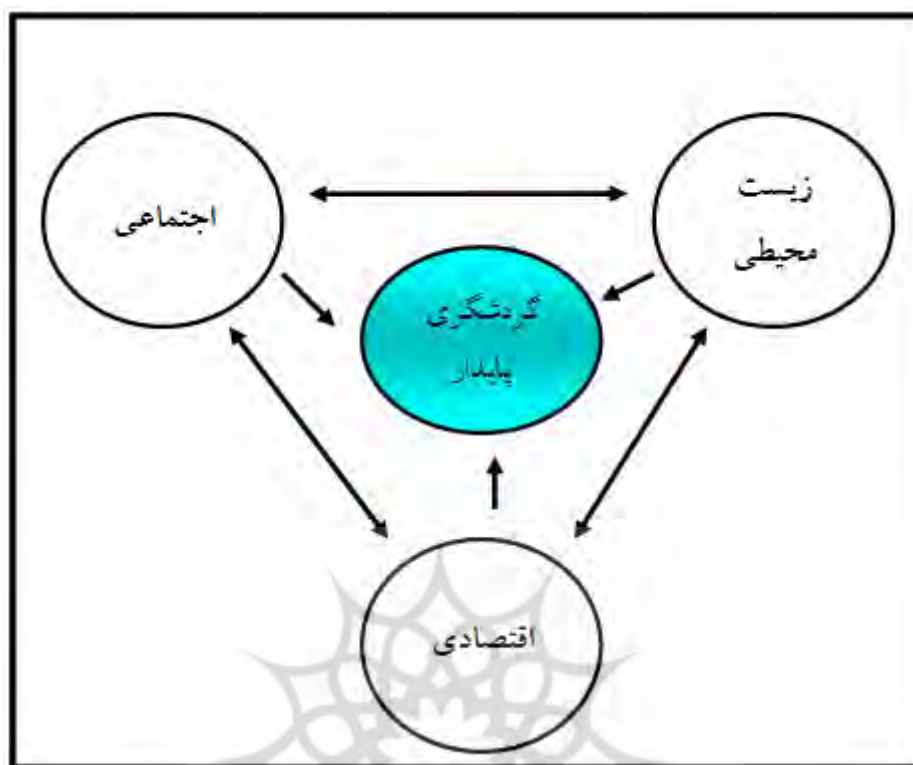 زیست
محیطی
اجتماعی
گردشگری
پایدار
اقتصادی